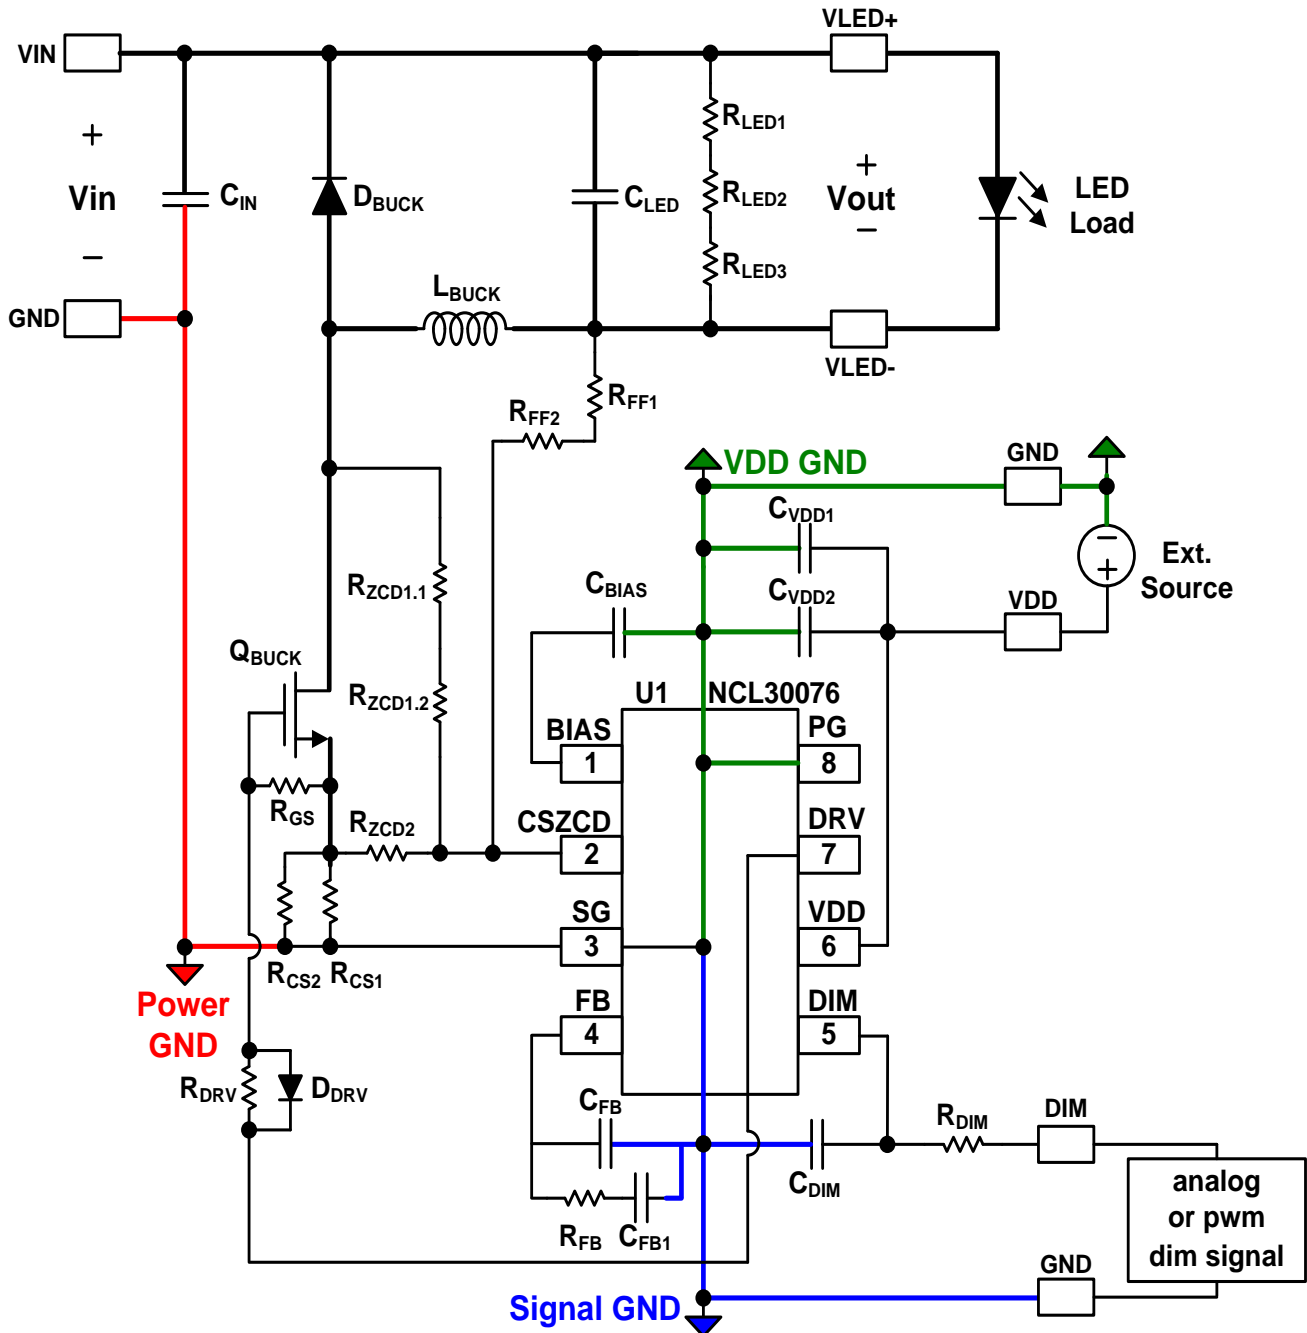 VLED+
VIN
+
Vin
−
CIN
DBUCK
CLED
RLED1
RLED2
RLED3
+
Vout
−
LED
Load
GND
LBUCK
VLED-
RFF1
RFF2
VDD GND
GND
CVDD1
−
+
Ext.
Source
CBIAS
CVDD2
VDD
RZCD1.1
QBUCK
RZCD1.2
U1
NCL30076
BIAS
1
PG
8
RGS
RZCD2
CSZCD
2
DRV
7
SG
3
VDD
6
RCS2
RCS1
Power
GND
FB
4
DIM
5
RDRV
DDRV
CFB
RDIM
DIM
CDIM
RFB
CFB1
analog
or pwm
dim signal
GND
Signal GND